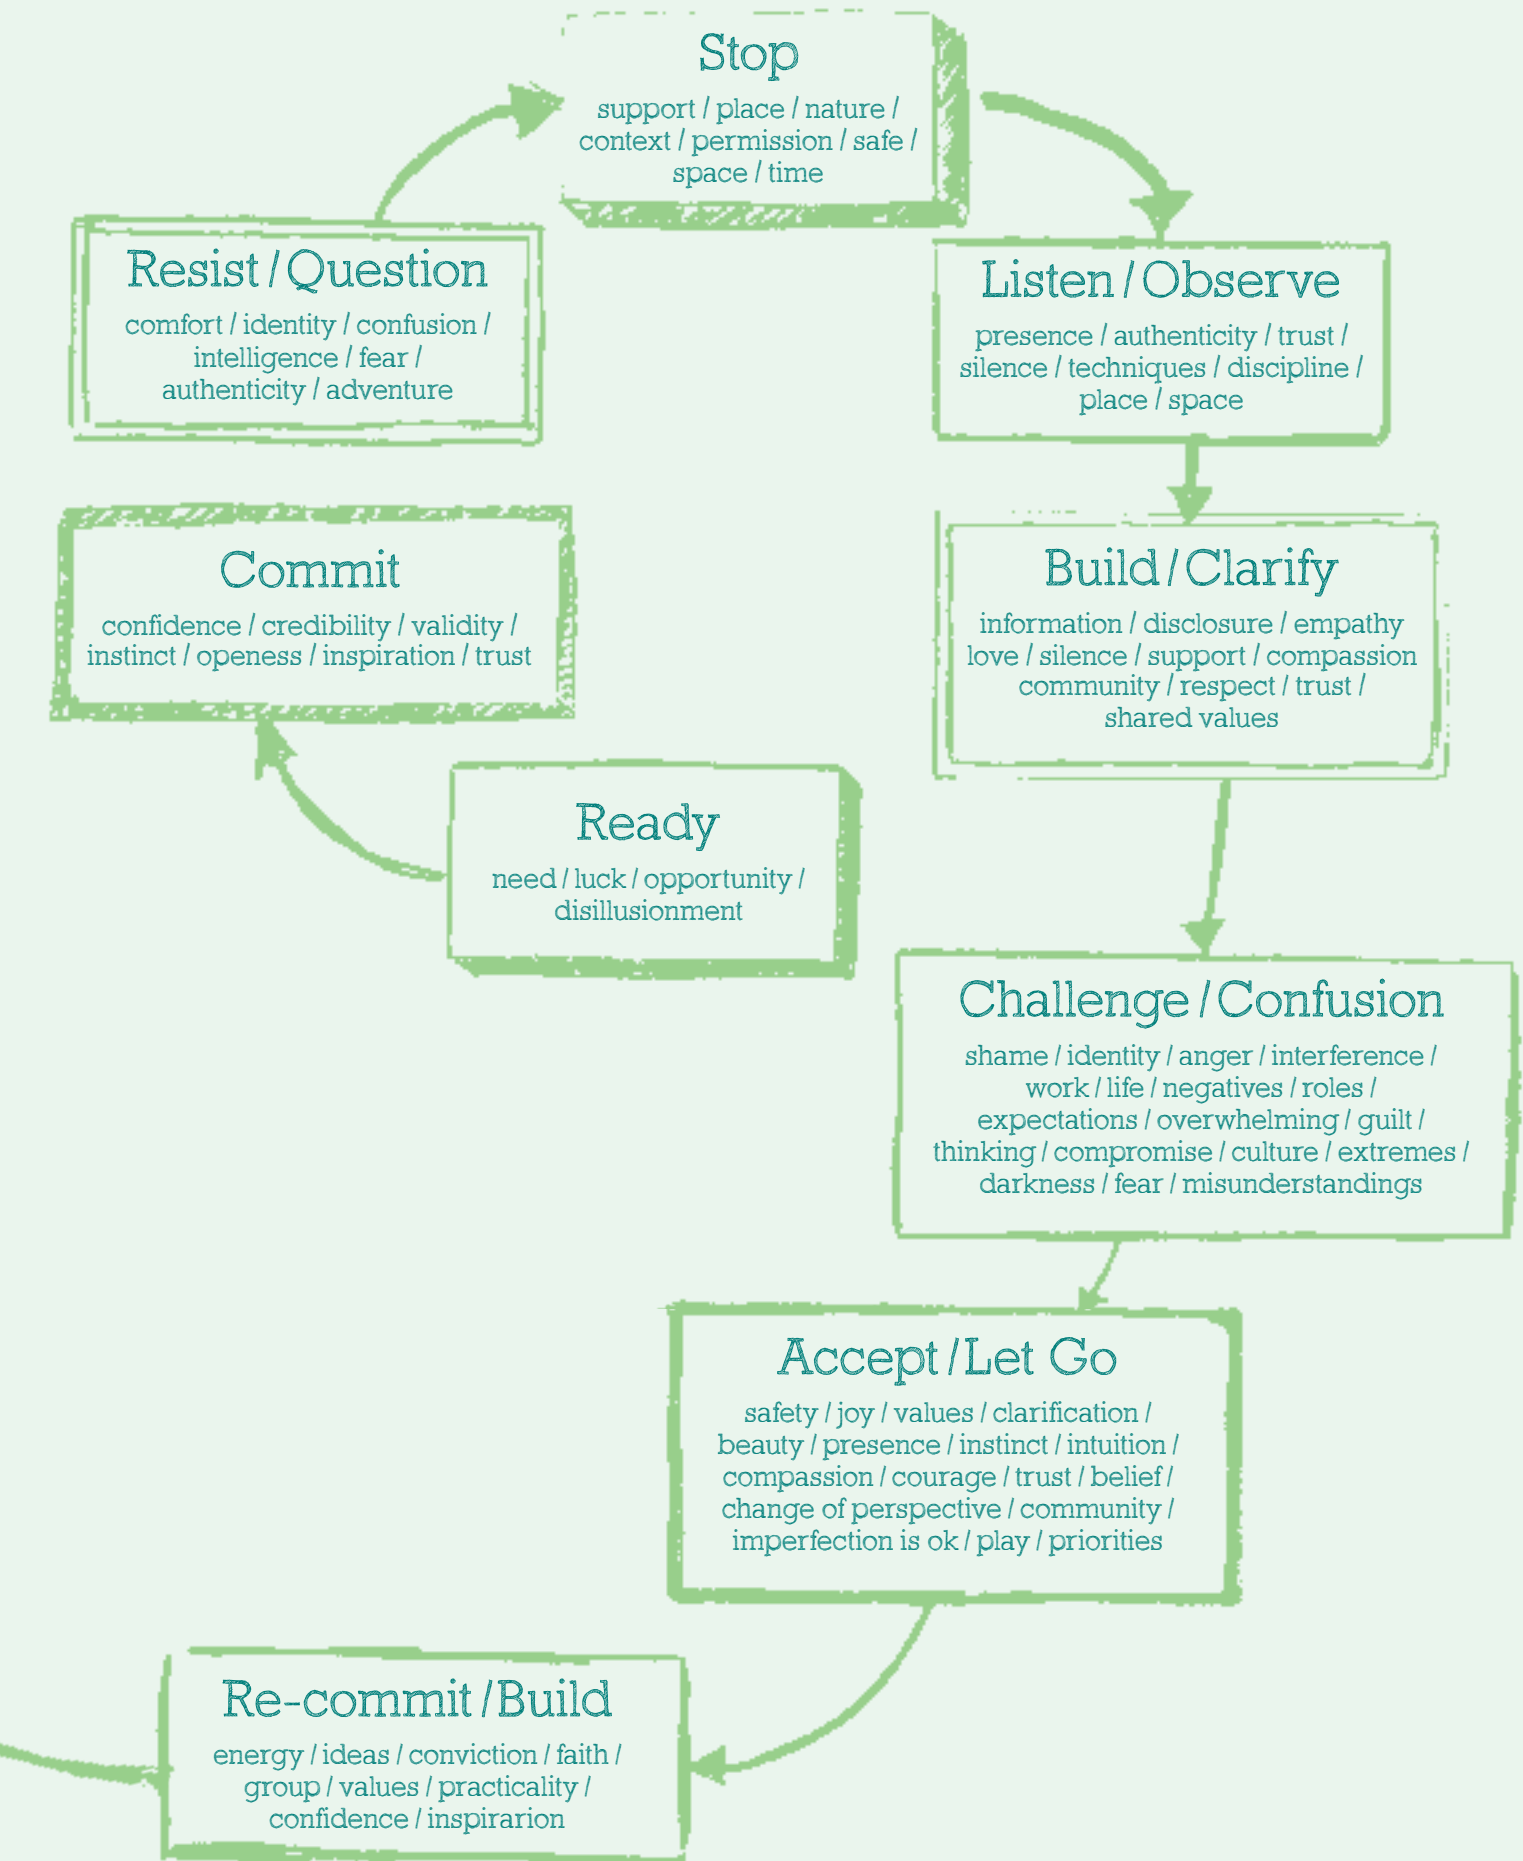 Stop
support / place / nature /
context / permission / safe /
space / time
Resist / Question
comfort / identity / confusion /
intelligence / fear /
authenticity / adventure
Listen / Observe
presence / authenticity / trust /
silence / techniques / discipline /
place / space
Commit
confidence / credibility / validity /
instinct / openess / inspiration / trust
Build / Clarify
information / disclosure / empathy
love / silence / support / compassion
community / respect / trust /
shared values
Ready
need / luck / opportunity /
disillusionment
Challenge / Confusion
shame / identity / anger / interference /
work / life / negatives / roles /
expectations / overwhelming / guilt /
thinking / compromise / culture / extremes /
darkness / fear / misunderstandings
Accept / Let Go
safety / joy / values / clarification /
beauty / presence / instinct / intuition /
compassion / courage / trust / belief /
change of perspective / community /
imperfection is ok / play / priorities
Re-commit / Build
energy / ideas / conviction / faith /
group / values / practicality /
confidence / inspirarion